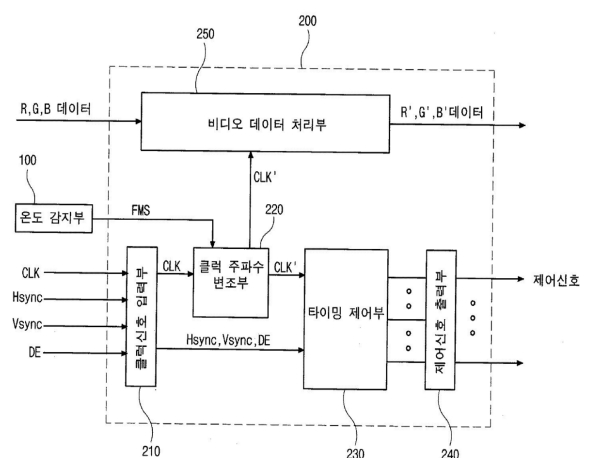 200
250
R,G,B 데이터
비디오 데이터 처리부
R',G',B'데이터
100
CLK'
온도 감지부
FMS
220
CLK
Hsync
Vsync
DE
클럭신호 입력부
CLK
클럭 주파수
변조부
CLK'
타이밍 제어부
제어신호 출력부
제어신호
Hsync,Vsync,DE
210
230
240